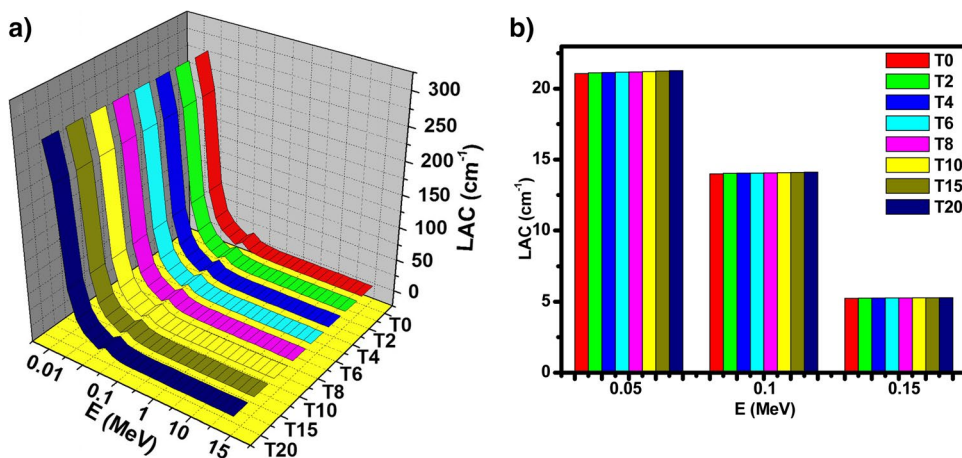 a)
LAC (cm-1)
300
250
200
150
100
50
0
0.01
0.1
1
10
15
E (MeV)
T0
T2
T4
T6
T8
T10
T15
T20
b)
LAC (cm-1)
20
15
10
5
0
0.05
0.1
0.15
E (MeV)
T0
T2
T4
T6
T8
T10
T15
T20